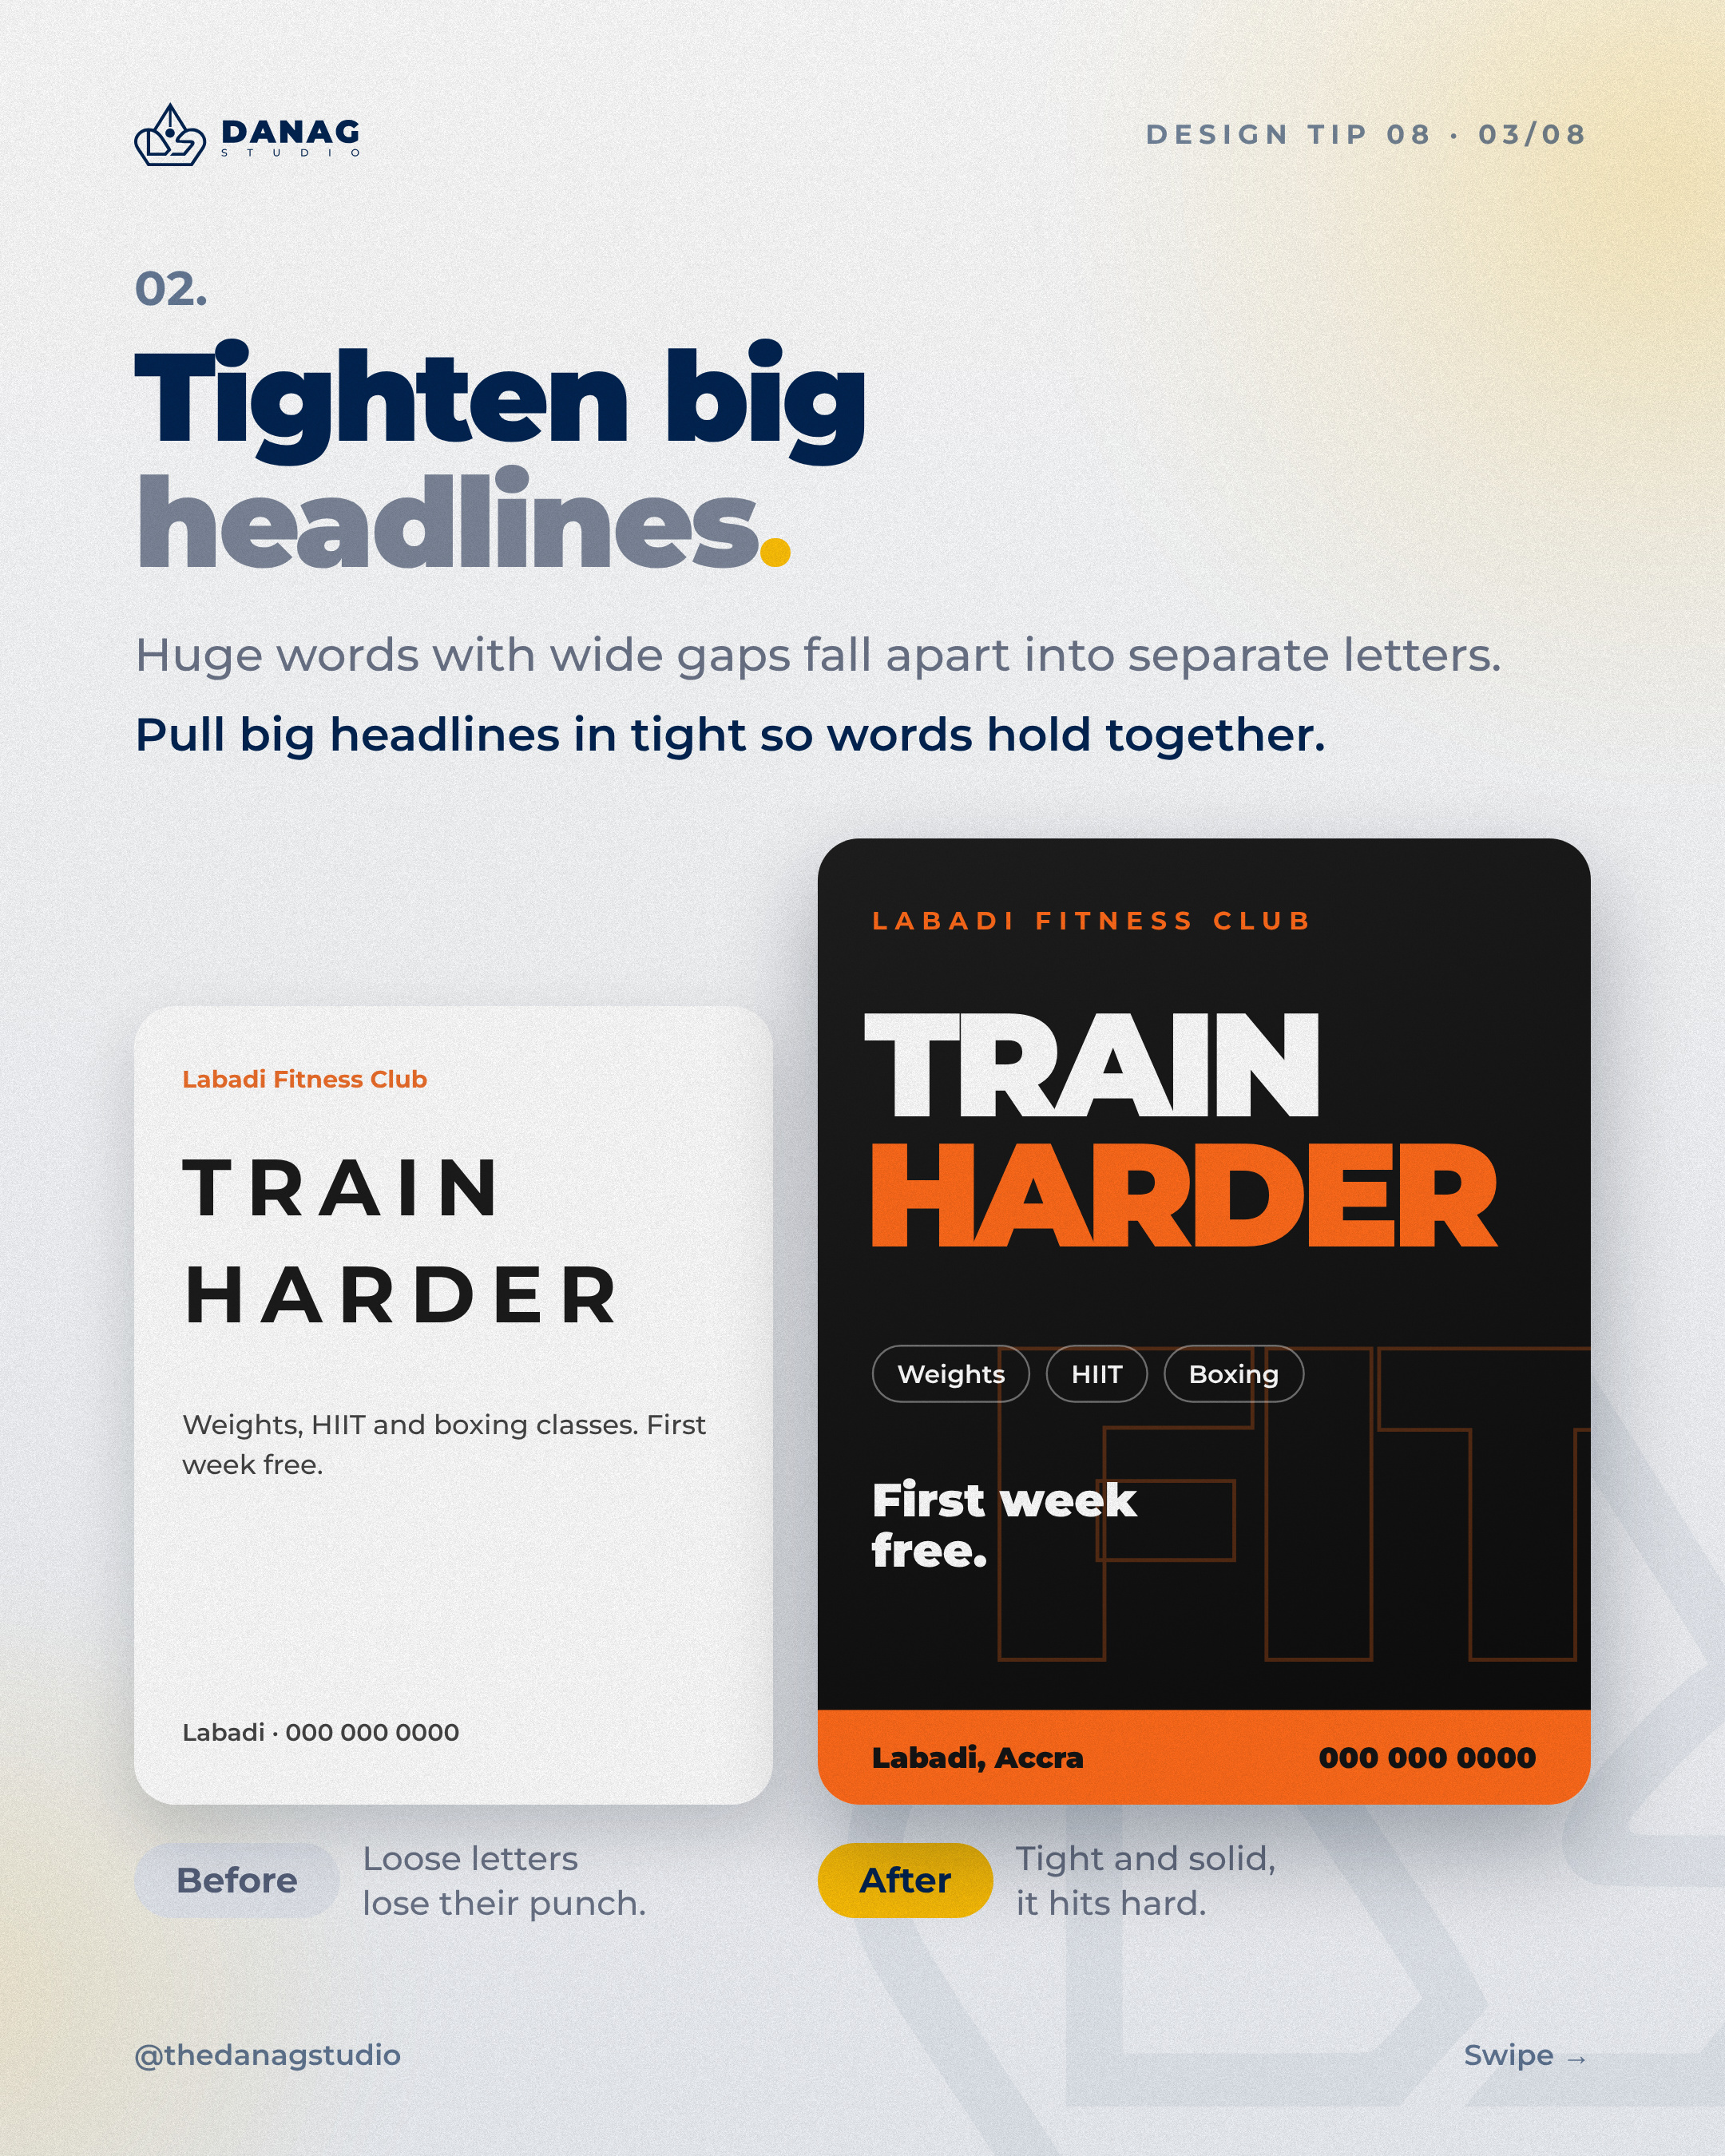 DANAG
STUDIO
DESIGN TIP 08 · 03/08
02.
Tighten big
headlines.
Huge words with wide gaps fall apart into separate letters.
Pull big headlines in tight so words hold together.
Labadi Fitness Club
TRAIN
HARDER
Weights, HIIT and boxing classes. First
week free.
Labadi · 000 000 0000
LABADI FITNESS CLUB
TRAIN
HARDER
Weights HIIT Boxing
FIT
First week
free.
Labadi, Accra 000 000 0000
Before
Loose letters
lose their punch.
After
Tight and solid,
it hits hard.
@thedanagstudio
Swipe →